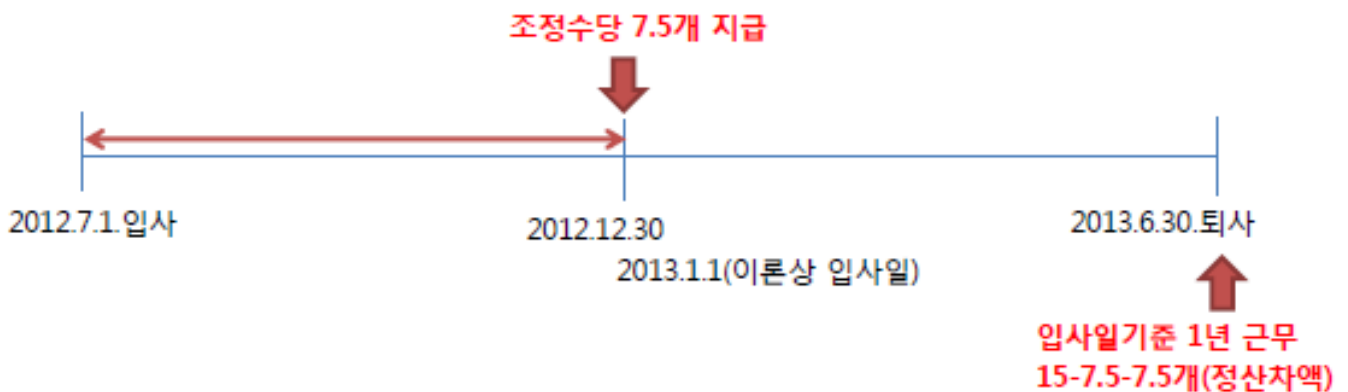 조정수당 7.5개 지급
2012.7.1.입사
2012.12.30
2013.1.1(이론상 입사일)
2013.6.30.퇴사
입사일기준 1년 근무
15-7.5-7.5개(정산차액)